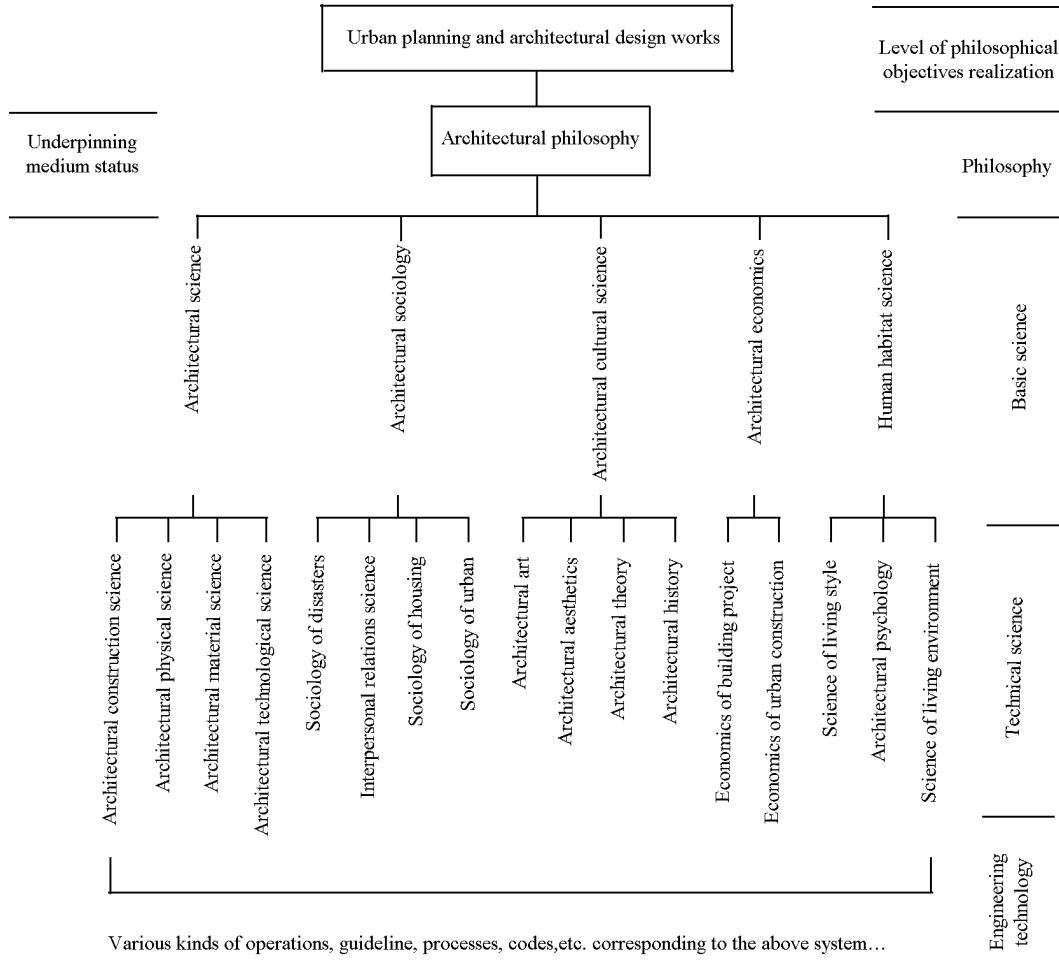 Urban planning and architectural design works
Level of philosophical
objectives realization
Underpinning
medium status
Architectural philosophy
Philosophy
Architectural science
Architectural sociology
Architectural cultural science
Architectural economics
Human habitat science
Basic science
Architectural construction science
Architectural physical science
Architectural material science
Architectural technological science
Sociology of disasters
Interpersonal relations science
Sociology of housing
Sociology of urban
Architectural art
Architectural aesthetics
Architectural theory
Architectural history
Economics of building project
Economics of urban construction
Science of living style
Architectural psychology
Science of living environment
Technical science
Engineering
technology
Various kinds of operations, guideline, processes, codes,etc. corresponding to the above system…